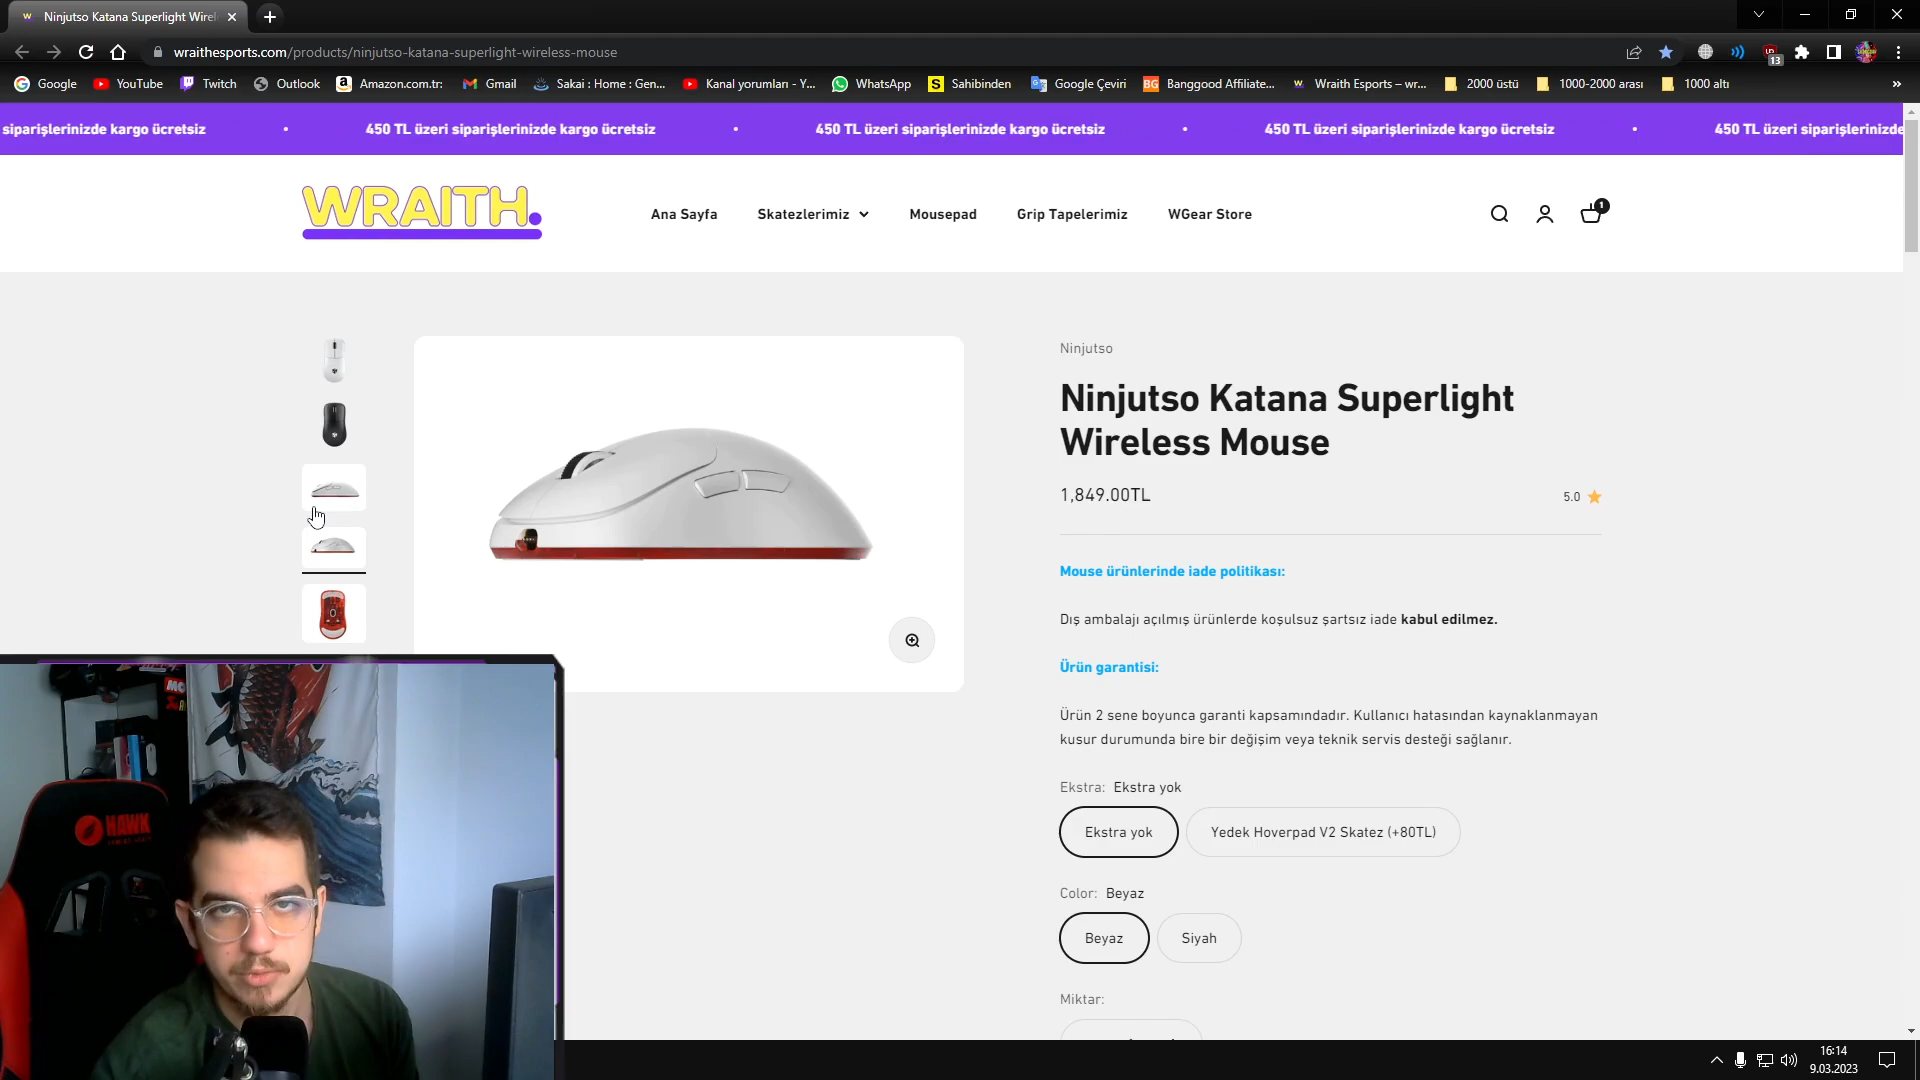 Ninjutso Katana Superlight Wirel
wraithesports.com/products/ninjutso-katana-superlight-wireless-mouse
13
Google YouTube Twitch Outlook Amazon.com.tr: Gmail Sakai : Home : Gen... Kanal yorumları - Y... WhatsApp Sahibinden Google Çeviri Banggood Affiliate... Wraith Esports – wr... 2000 üstü 1000-2000 arası 1000 altı »
siparişlerinizde kargo ücretsiz • 450 TL üzeri siparişlerinizde kargo ücretsiz • 450 TL üzeri siparişlerinizde kargo ücretsiz • 450 TL üzeri siparişlerinizde kargo ücretsiz • 450 TL üzeri siparişlerinizde
WRAITH.
Ana Sayfa Skatezlerimiz Mousepad Grip Tapelerimiz WGear Store
1
Ninjutso
Ninjutso Katana Superlight
Wireless Mouse
1,849.00TL
5.0
Mouse ürünlerinde iade politikası:
Dış ambalajı açılmış ürünlerde koşulsuz şartsız iade kabul edilmez.
Ürün garantisi:
Ürün 2 sene boyunca garanti kapsamındadır. Kullanıcı hatasından kaynaklanmayan
kusur durumunda bire bir değişim veya teknik servis desteği sağlanır.
Ekstra: Ekstra yok
Ekstra yok Yedek Hoverpad V2 Skatez (+80TL)
Color: Beyaz
Beyaz Siyah
Miktar:
HAWK
16:14
9.03.2023